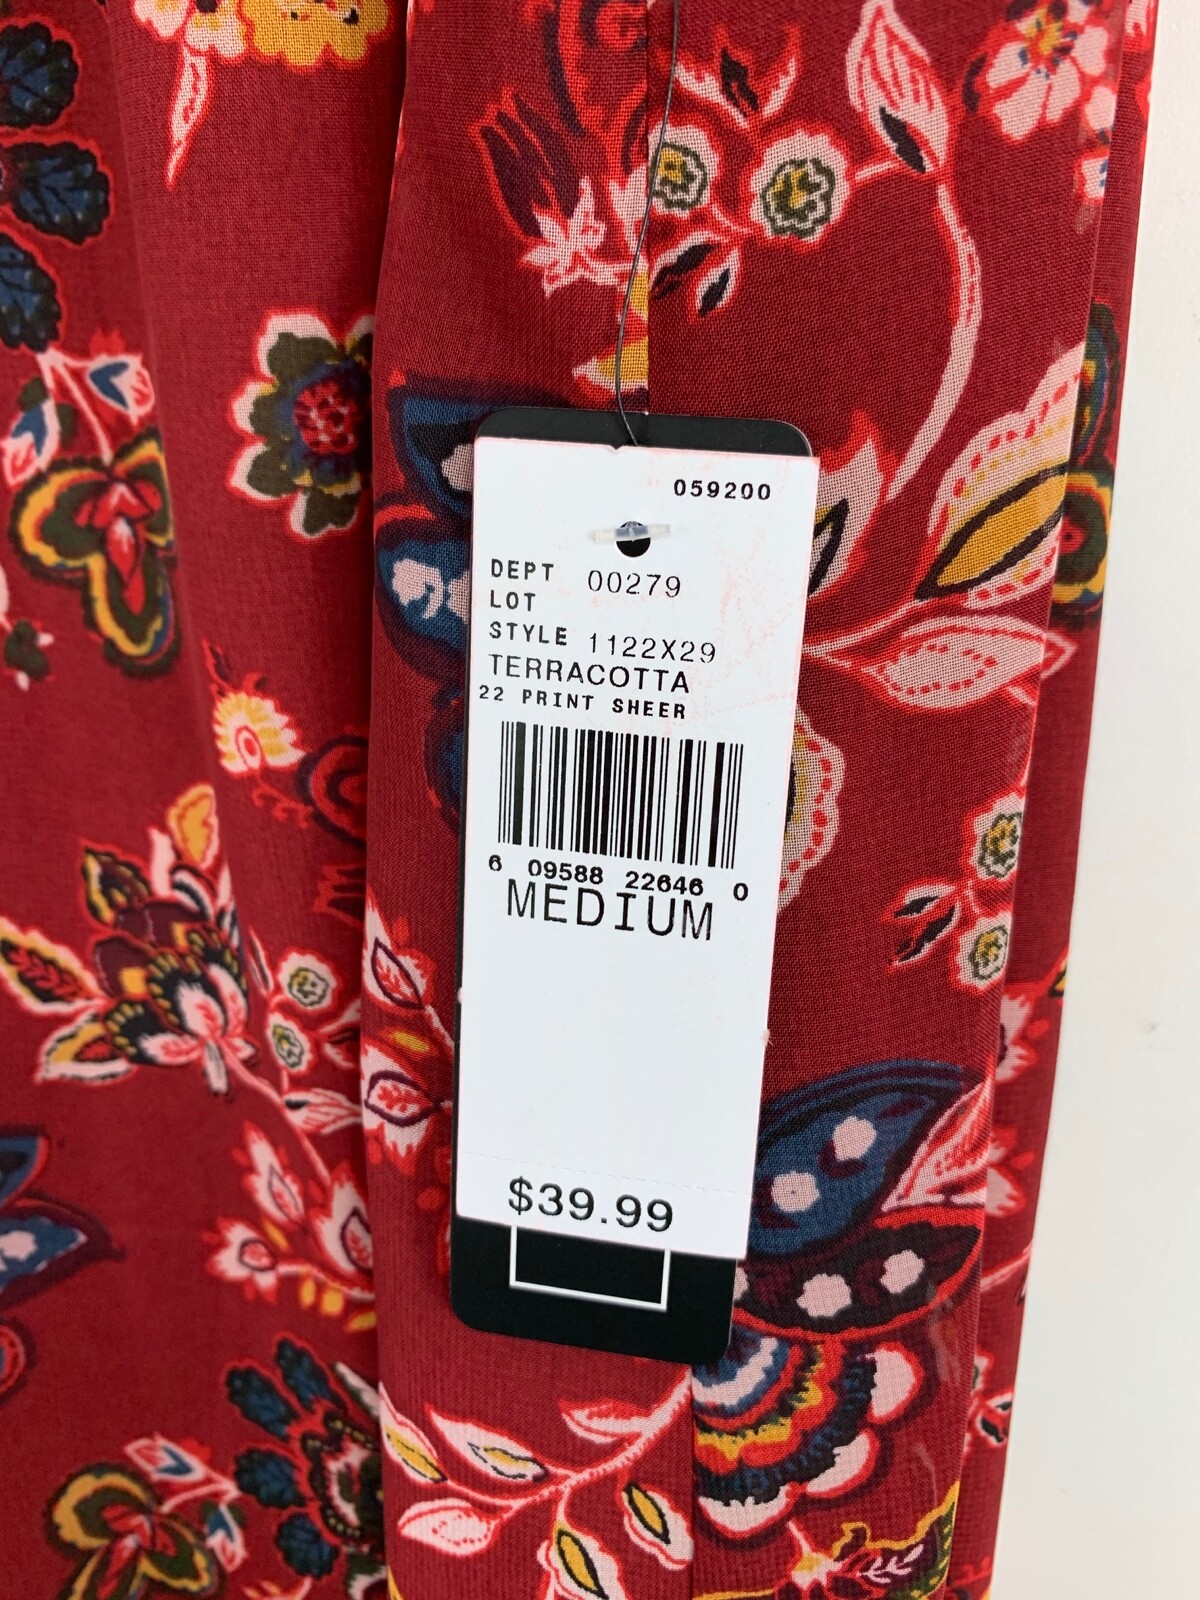 059200
DEPT 00279
LOT
STYLE 1122X29
TERRACOTTA
22 PRINT SHEER
6 09588 22646 0
MEDIUM
$39.99